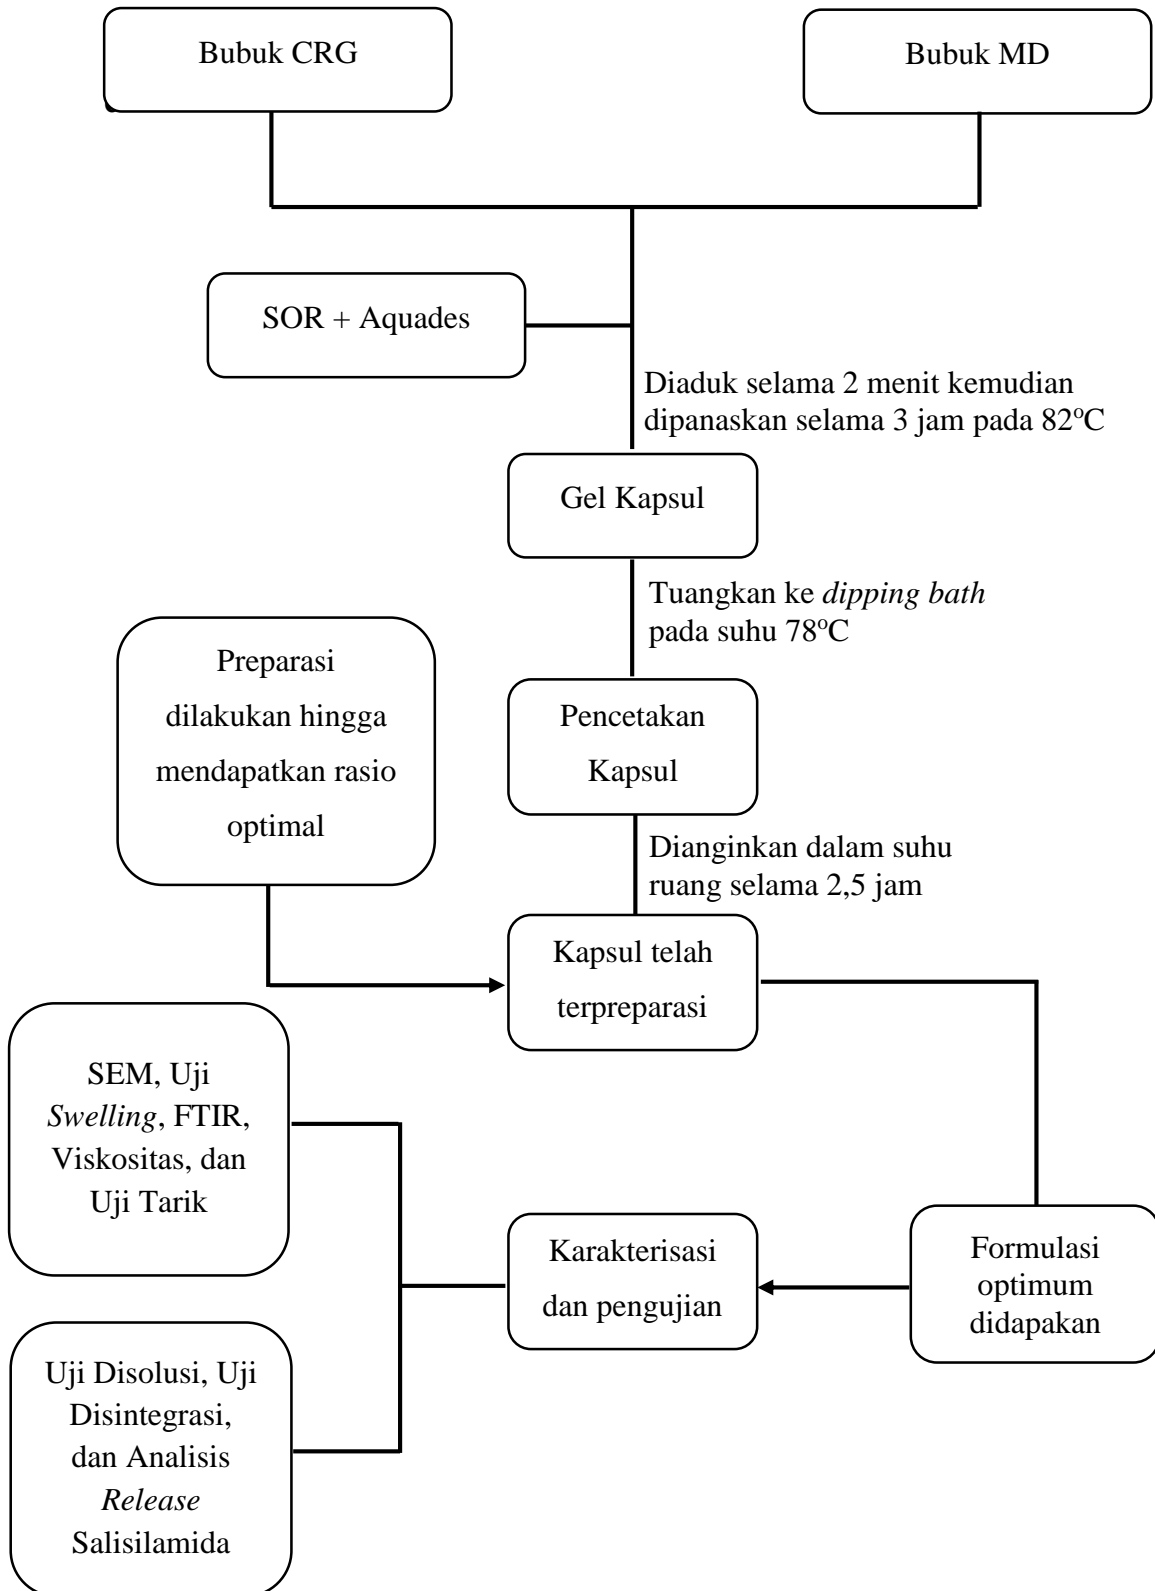 Bubuk CRG
Bubuk MD
SOR + Aquades
Diaduk selama 2 menit kemudian
dipanaskan selama 3 jam pada 82°C
Gel Kapsul
Tuangkan ke dipping bath
pada suhu 78°C
Preparasi
dilakukan hingga
mendapatkan rasio
optimal
Pencetakan
Kapsul
Dianginkan dalam suhu
ruang selama 2,5 jam
Kapsul telah
terpreparasi
SEM, Uji
Swelling, FTIR,
Viskositas, dan
Uji Tarik
Karakterisasi
dan pengujian
Formulasi
optimum
didapakan
Uji Disolusi, Uji
Disintegrasi,
dan Analisis
Release
Salisilamida